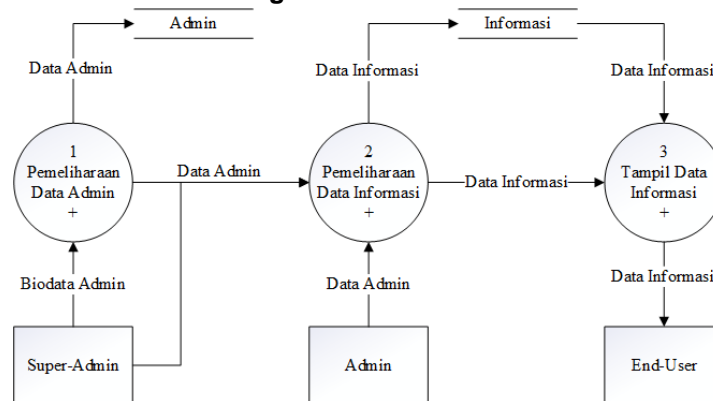 Admin
Informasi
Data Admin
Data Informasi
Data Informasi
1
Pemeliharaan
Data Admin
+
Data Admin
2
Pemeliharaan
Data Informasi
+
Data Informasi
3
Tampil Data
Informasi
+
Biodata Admin
Data Admin
Data Informasi
Super-Admin
Admin
End-User